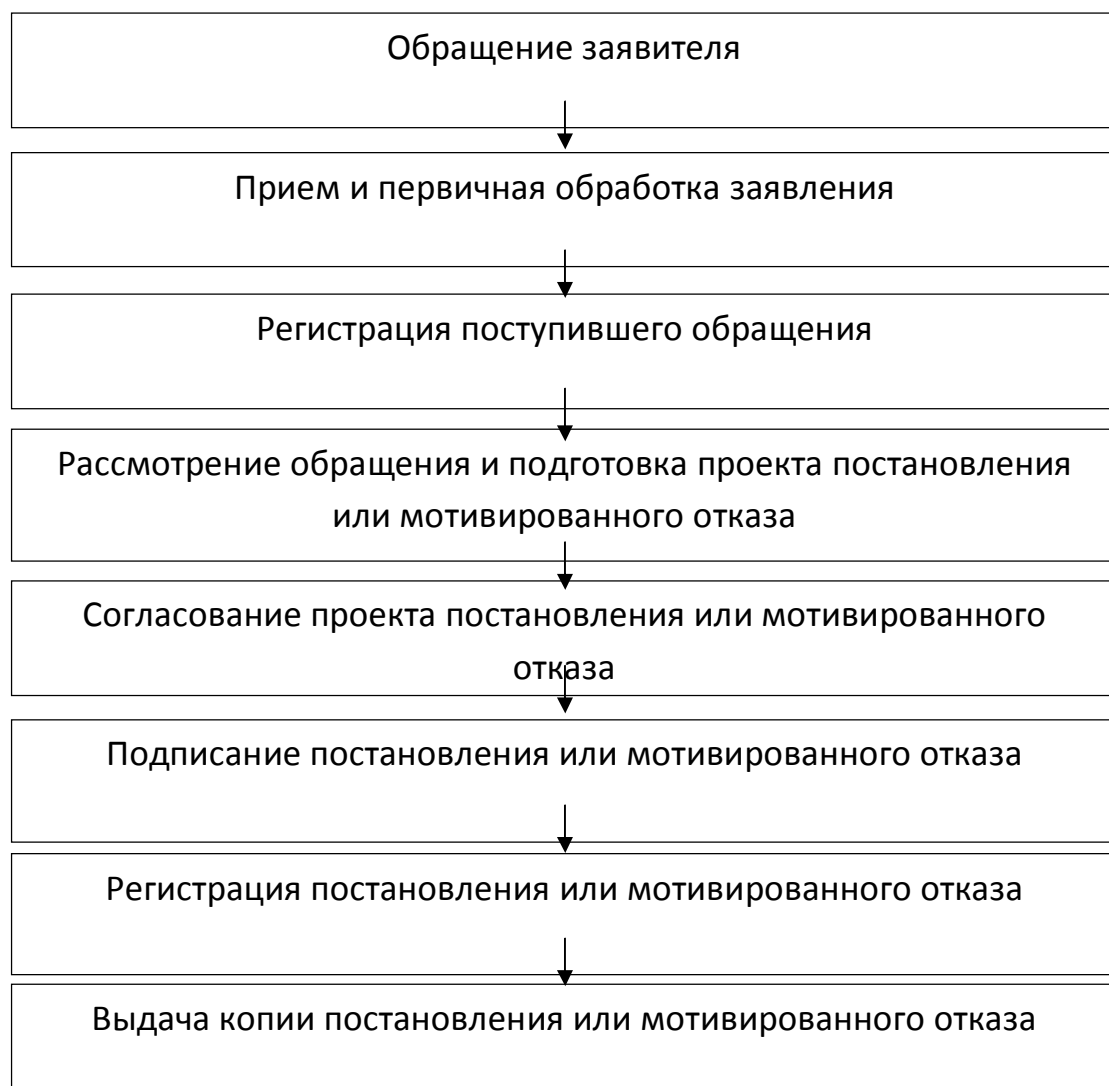 Обращение заявителя
Прием и первичная обработка заявления
Регистрация поступившего обращения
Рассмотрение обращения и подготовка проекта постановления
или мотивированного отказа
Согласование проекта постановления или мотивированного
отказа
Подписание постановления или мотивированного отказа
Регистрация постановления или мотивированного отказа
Выдача копии постановления или мотивированного отказа